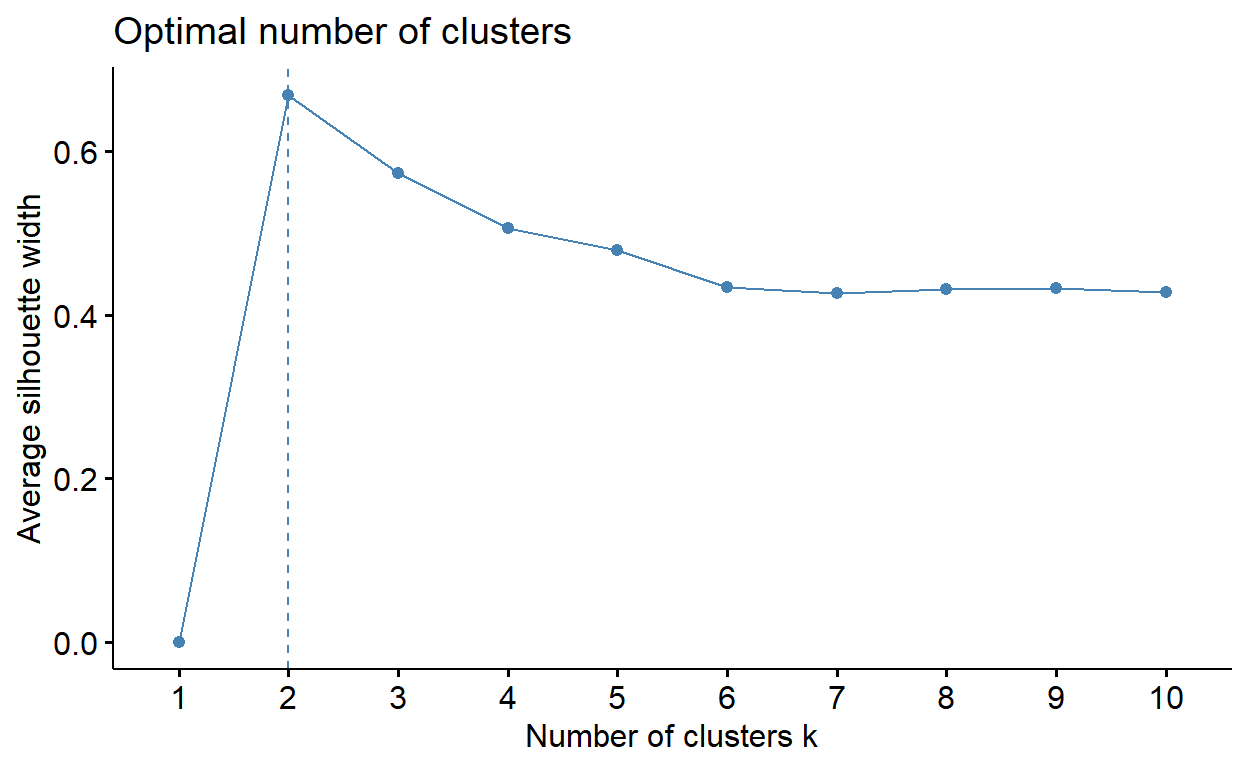 Optimal number of clusters
Average silhouette width
0.6
0.4
0.2
0.0
1 2 3 4 5 6 7 8 9 10
Number of clusters k